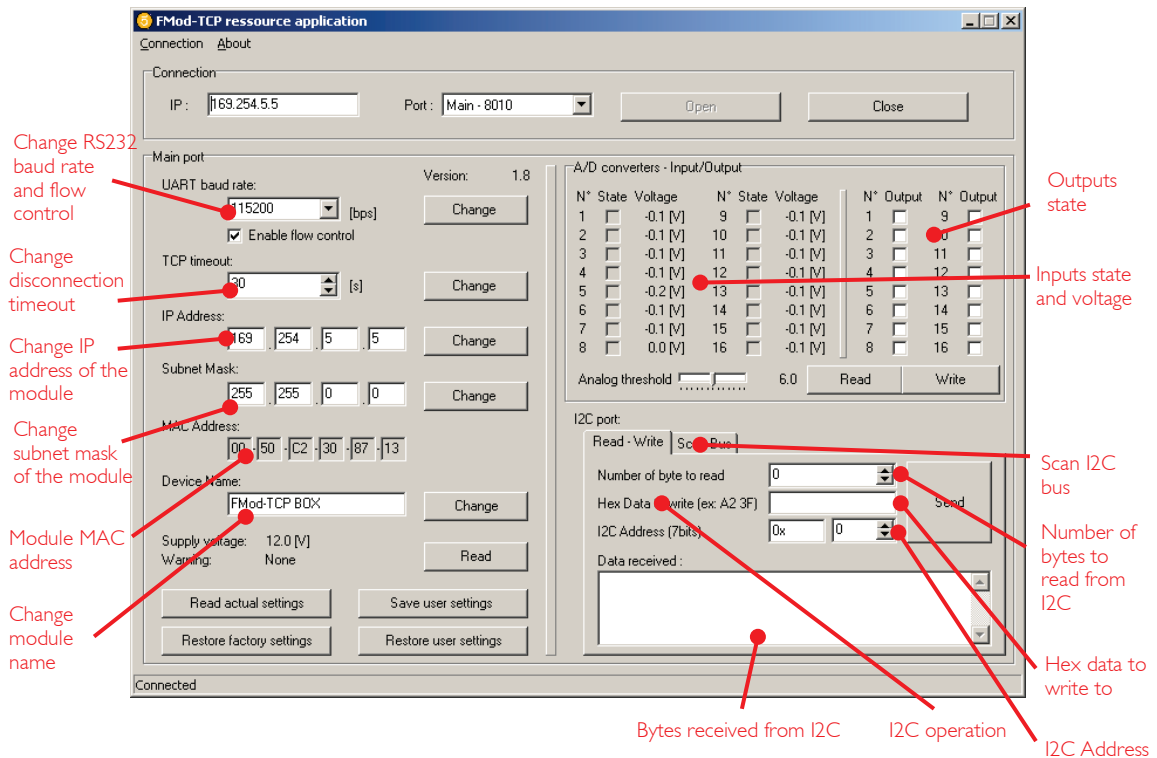 FMod-TCP ressource application
Connection About
Connection
IP : 169.254.5.5 Port : Main - 8010 Open Close
Main port
UART baud rate: Version: 1.8
115200 [bps] Change
Enable flow control
TCP timeout:
30 [s] Change
IP Address:
169 . 254 . 5 . 5 Change
Subnet Mask:
255 . 255 . 0 . 0 Change
MAC Address:
00 - 50 - C2 - 30 - 87 - 13
Device Name:
FMod-TCP BOX Change
Supply voltage: 12.0 [V]
Warning: None Read
Read actual settings Save user settings
Restore factory settings Restore user settings
A/D converters - Input/Output
N° State Voltage N° State Voltage N° Output N° Output
1 -0.1 [V] 9 -0.1 [V] 1 9
2 -0.1 [V] 10 -0.1 [V] 2 10
3 -0.1 [V] 11 -0.1 [V] 3 11
4 -0.1 [V] 12 -0.1 [V] 4 12
5 -0.2 [V] 13 -0.1 [V] 5 13
6 -0.1 [V] 14 -0.1 [V] 6 14
7 -0.1 [V] 15 -0.1 [V] 7 15
8 0.0 [V] 16 -0.1 [V] 8 16
Analog threshold 6.0 Read Write
I2C port:
Read - Write Scan Bus
Number of byte to read 0
Hex Data to write (ex: A2 3F) Send
I2C Address (7bits) 0x 0
Data received :
Connected
Change RS232
baud rate
and flow
control
Change
disconnection
timeout
Change IP
address of the
module
Change
subnet mask
of the module
Module MAC
address
Change
module
name
Outputs
state
Inputs state
and voltage
Scan I2C
bus
Number of
bytes to
read from
I2C
Hex data to
write to
I2C Address
Bytes received from I2C
I2C operation